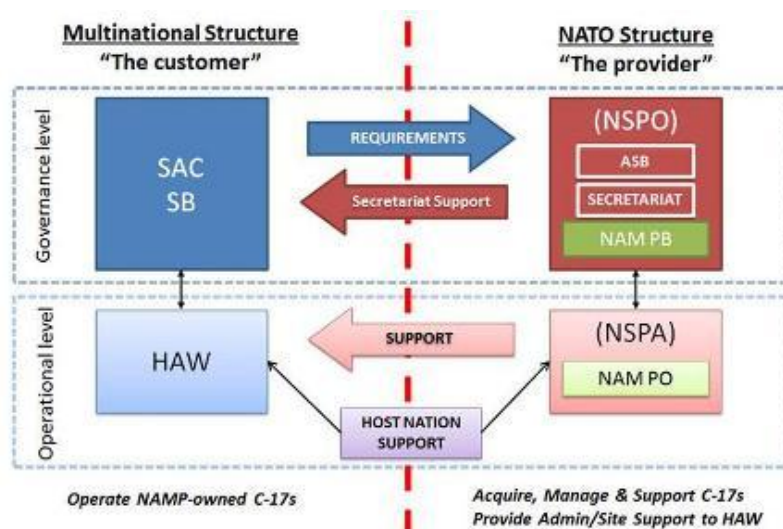 Multinational Structure
"The customer"
NATO Structure
"The provider"
Governance level
SAC
SB
REQUIREMENTS
Secretariat Support
(NSPO)
ASB
SECRETARIAT
NAM PB
Operational level
HAW
SUPPORT
(NSPA)
NAM PO
HOST NATION
SUPPORT
Operate NAMP-owned C-17s
Acquire, Manage & Support C-17s
Provide Admin/Site Support to HAW